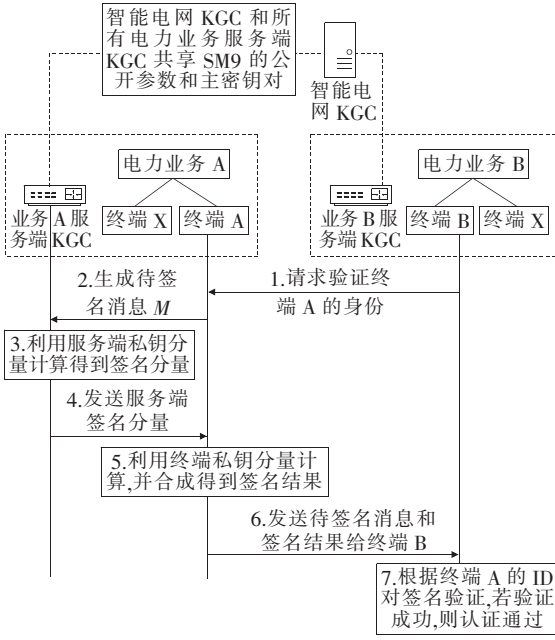 智能电网 KGC 和所
有电力业务服务端
KGC 共享 SM9 的公
开参数和主密钥对
智能电
网 KGC
电力业务 A
业务 A 服
务端 KGC
终端 X
终端 A
电力业务 B
业务 B 服
务端 KGC
终端 B
终端 X
1.请求验证终
端 A 的身份
2.生成待签
名消息 M
3.利用服务端私钥分
量计算得到签名分量
4.发送服务端
签名分量
5.利用终端私钥分量计
算,并合成得到签名结果
6.发送待签名消息和
签名结果给终端 B
7.根据终端 A 的 ID
对签名验证,若验证
成功,则认证通过